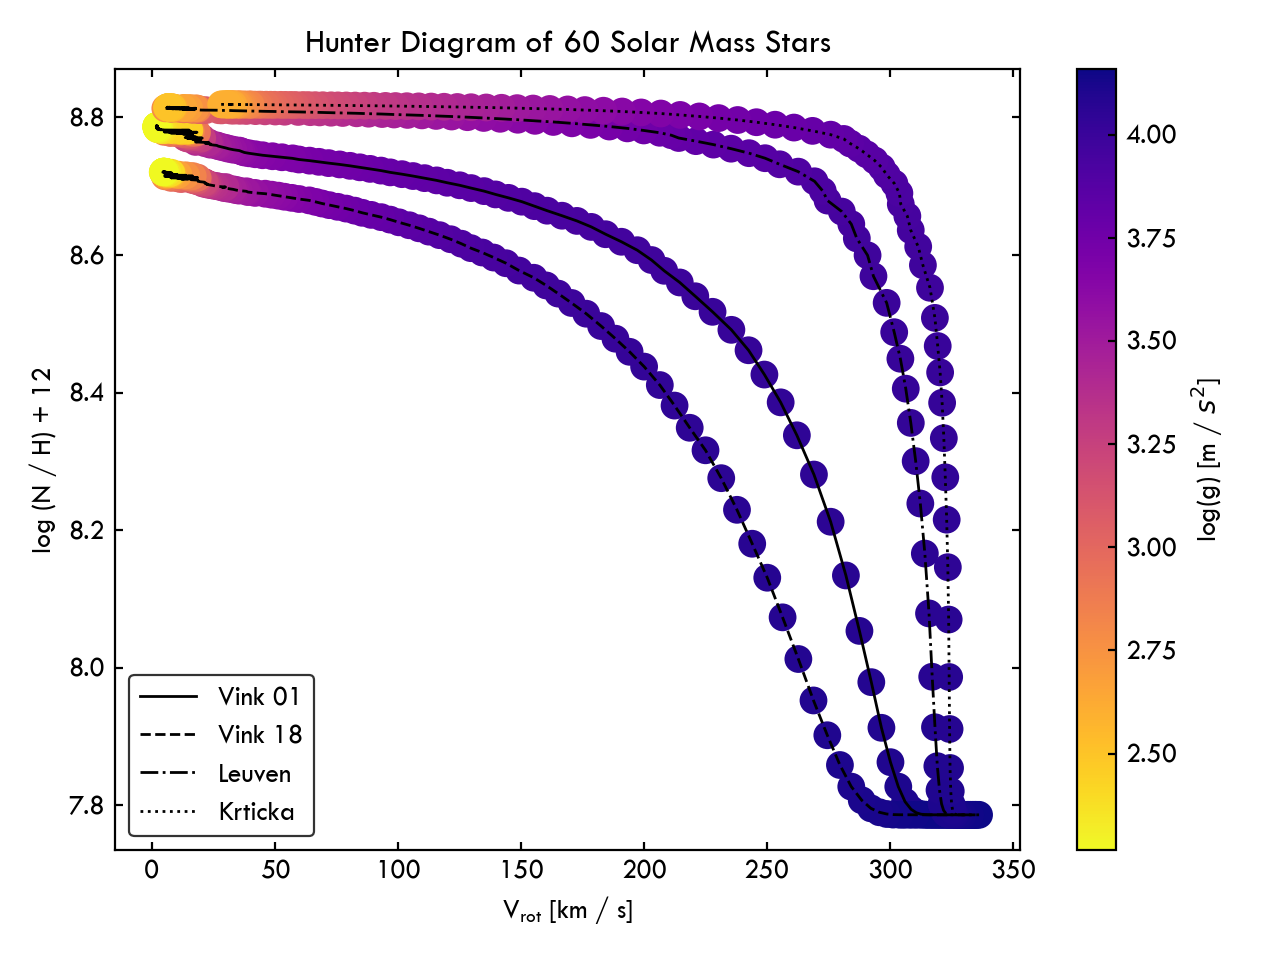 Hunter Diagram of 60 Solar Mass Stars
8.8
8.6
8.4
8.2
8.0
7.8
log (N / H) + 12
0
50
100
150
200
250
300
350
V_rot [km / s]
Vink 01
Vink 18
Leuven
Krticka
4.00
3.75
3.50
3.25
3.00
2.75
2.50
log(g) [m / s²]